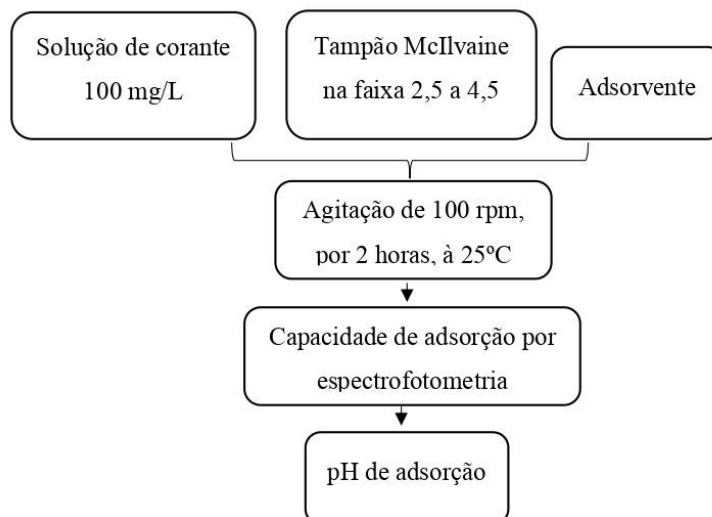 Solução de corante
100 mg/L
Tampão McIlvaine
na faixa 2,5 a 4,5
Adsorvente
Agitação de 100 rpm,
por 2 horas, à 25ºC
Capacidade de adsorção por
espectrofotometria
pH de adsorção